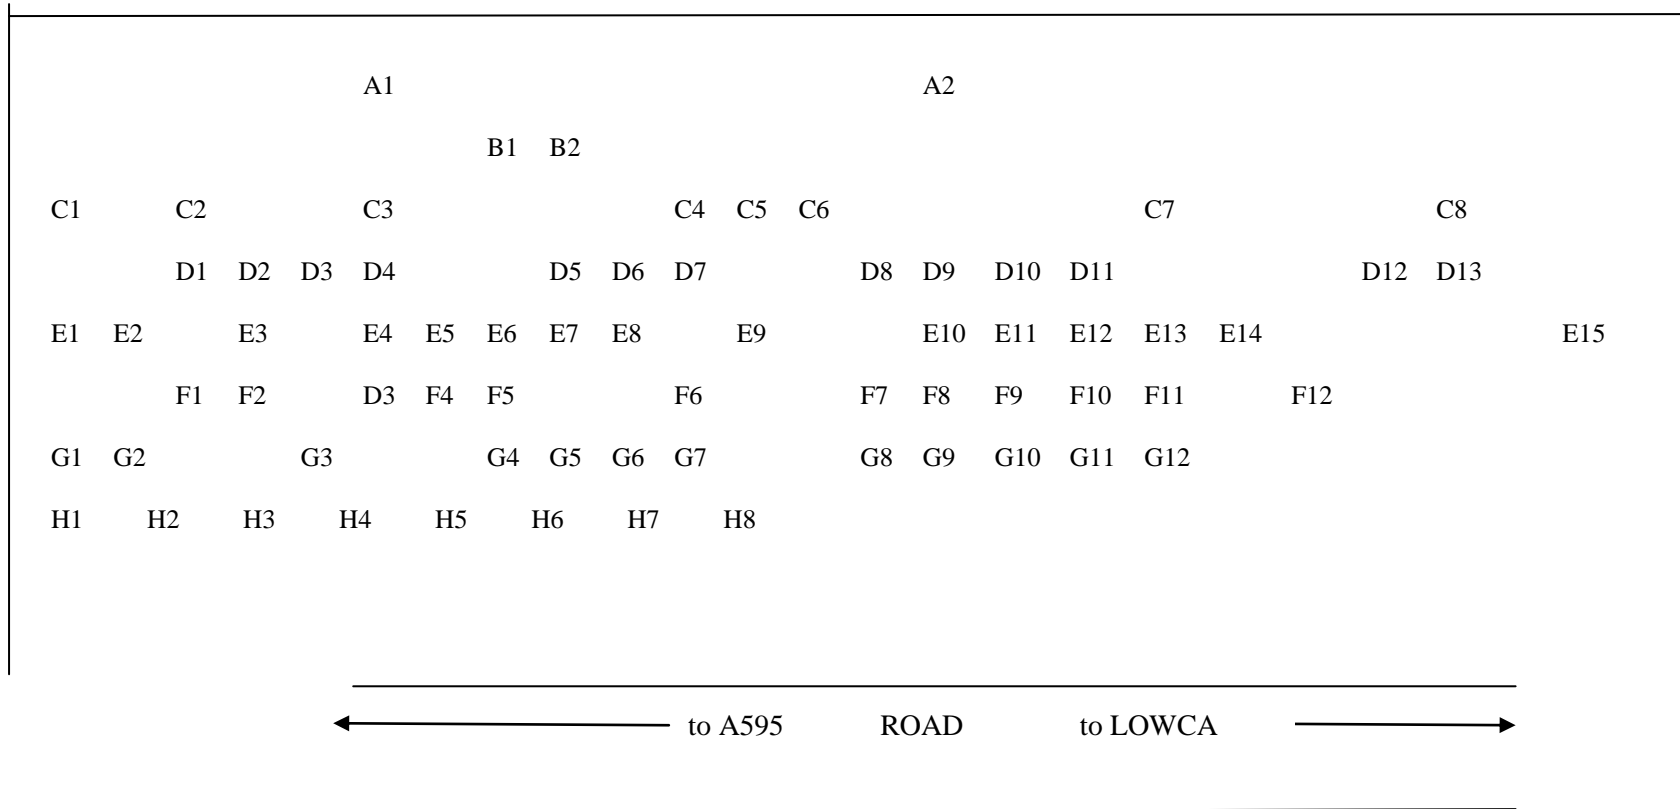 A1 A2
B1 B2
C1 C2 C3 C4 C5 C6 C7 C8
D1 D2 D3 D4 D5 D6 D7 D8 D9 D10 D11 D12 D13
E1 E2 E3 E4 E5 E6 E7 E8 E9 E10 E11 E12 E13 E14 E15
F1 F2 D3 F4 F5 F6 F7 F8 F9 F10 F11 F12
G1 G2 G3 G4 G5 G6 G7 G8 G9 G10 G11 G12
H1 H2 H3 H4 H5 H6 H7 H8
to A595 ROAD to LOWCA